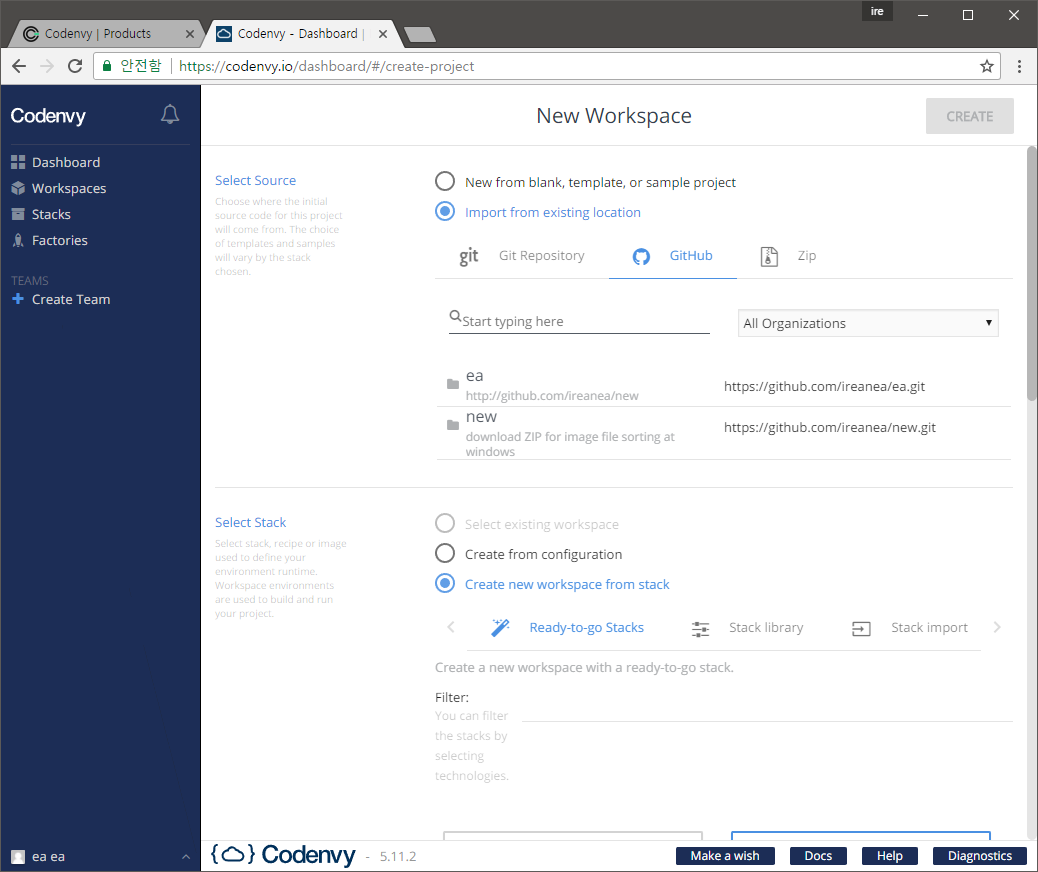 ire
Codenvy | Products
Codenvy - Dashboard |
안전함 https://codenvy.io/dashboard/#/create-project
Codenvy
Dashboard
Workspaces
Stacks
Factories
TEAMS
Create Team
ea ea
New Workspace
CREATE
Select Source
Choose where the initial
source code for this project
will come from. The choice
of templates and samples
will vary by the stack
chosen.
New from blank, template, or sample project
Import from existing location
git Git Repository
GitHub
Zip
Start typing here
All Organizations
ea
http://github.com/ireanea/new
https://github.com/ireanea/ea.git
new
download ZIP for image file sorting at
windows
https://github.com/ireanea/new.git
Select Stack
Select stack, recipe or image
used to define your
environment runtime.
Workspace environments
are used to build and run
your project.
Select existing workspace
Create from configuration
Create new workspace from stack
Ready-to-go Stacks
Stack library
Stack import
Create a new workspace with a ready-to-go stack.
Filter:
You can filter
the stacks by
selecting
technologies.
{ } Codenvy - 5.11.2
Make a wish
Docs
Help
Diagnostics